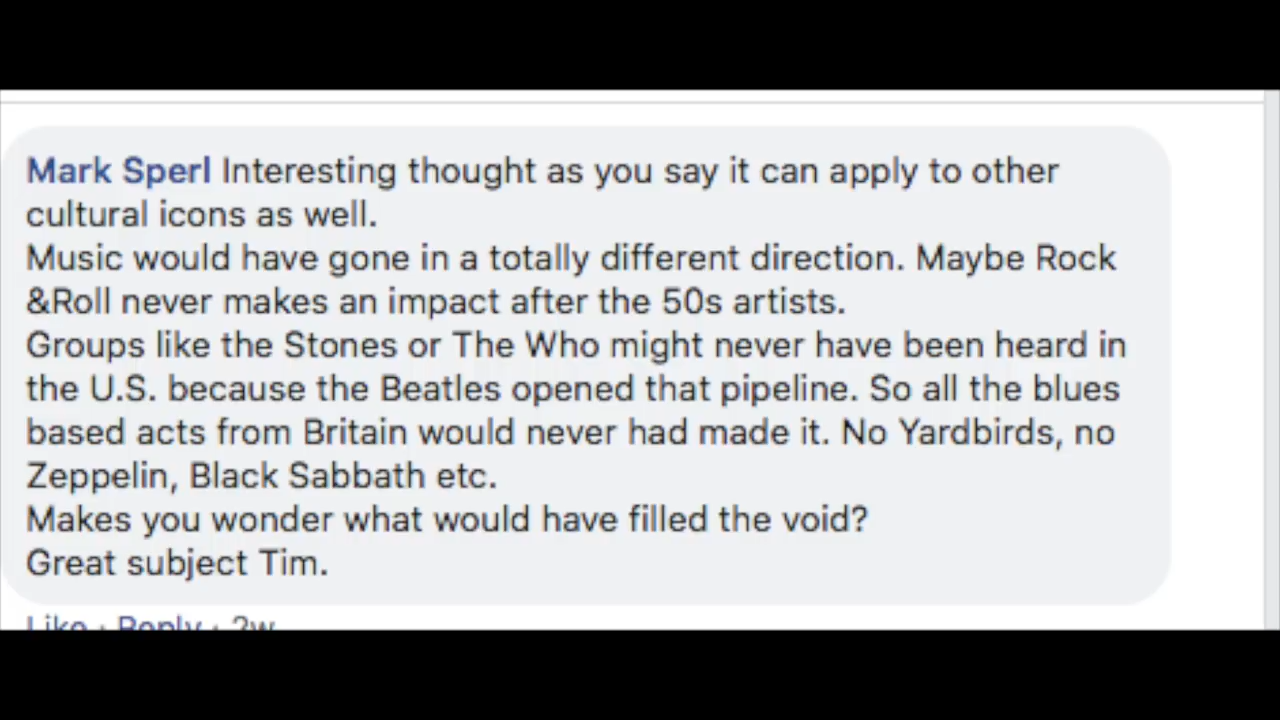 Mark Sperl Interesting thought as you say it can apply to other
cultural icons as well.
Music would have gone in a totally different direction. Maybe Rock
&Roll never makes an impact after the 50s artists.
Groups like the Stones or The Who might never have been heard in
the U.S. because the Beatles opened that pipeline. So all the blues
based acts from Britain would never had made it. No Yardbirds, no
Zeppelin, Black Sabbath etc.
Makes you wonder what would have filled the void?
Great subject Tim.
Like · Reply · 2w